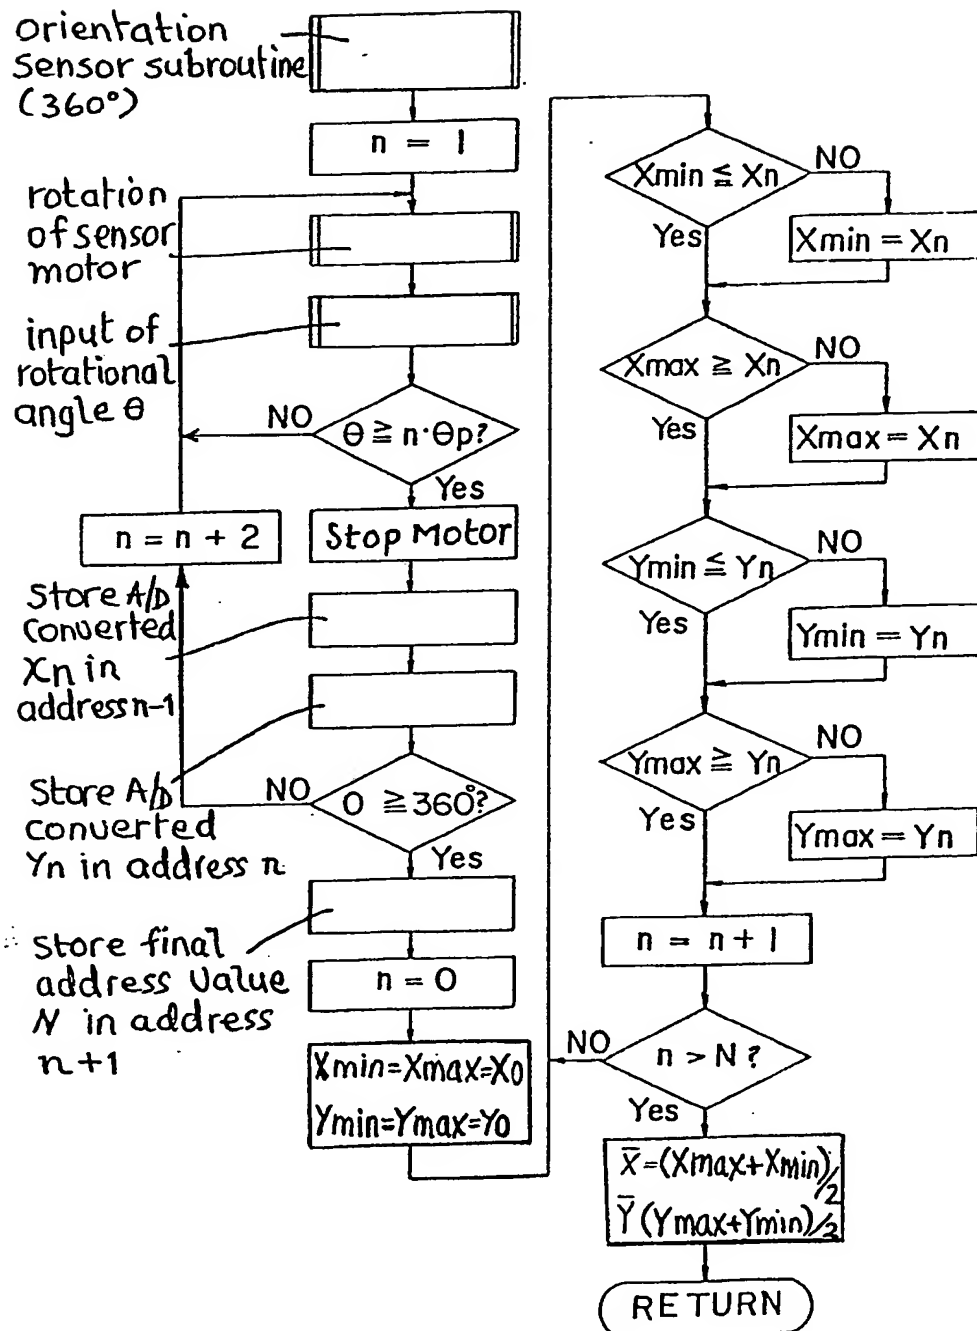 Orientation
Sensor subroutine
(360°)
n = 1
rotation
of sensor
motor
input of
rotational
angle θ
NO
θ ≧ n·θp?
Yes
n = n + 2
Stop Motor
Store A/D
converted
Xn in
address n-1
Store A/D
converted
Yn in address n
NO
O ≧ 360°?
Yes
Store final
address value
N in address
n+1
n = 0
Xmin=Xmax=X0
Ymin=Ymax=Y0
Xmin ≦ Xn
NO
Yes
Xmin = Xn
Xmax ≧ Xn
NO
Yes
Xmax = Xn
Ymin ≦ Yn
NO
Yes
Ymin = Yn
Ymax ≧ Yn
NO
Yes
Ymax = Yn
n = n + 1
NO
n > N ?
Yes
X̄=(Xmax+Xmin)/2
Ȳ(Ymax+Ymin)/2
RETURN